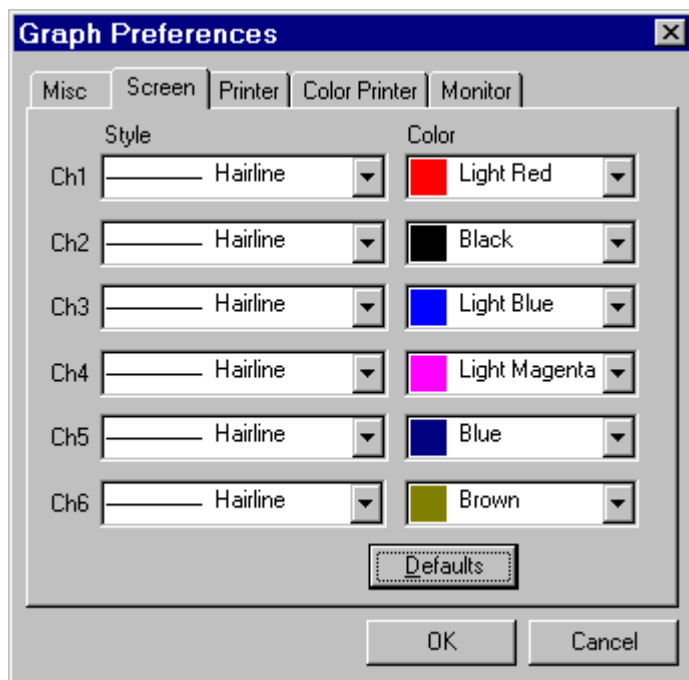 Graph Preferences
Misc Screen Printer Color Printer Monitor
Style Color
Ch1 Hairline Light Red
Ch2 Hairline Black
Ch3 Hairline Light Blue
Ch4 Hairline Light Magenta
Ch5 Hairline Blue
Ch6 Hairline Brown
Defaults
OK Cancel